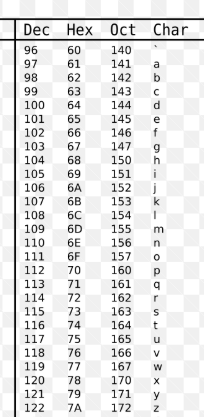 Dec Hex Oct Char
96 60 140 `
97 61 141 a
98 62 142 b
99 63 143 c
100 64 144 d
101 65 145 e
102 66 146 f
103 67 147 g
104 68 150 h
105 69 151 i
106 6A 152 j
107 6B 153 k
108 6C 154 l
109 6D 155 m
110 6E 156 n
111 6F 157 o
112 70 160 p
113 71 161 q
114 72 162 r
115 73 163 s
116 74 164 t
117 75 165 u
118 76 166 v
119 77 167 w
120 78 170 x
121 79 171 y
122 7A 172 z